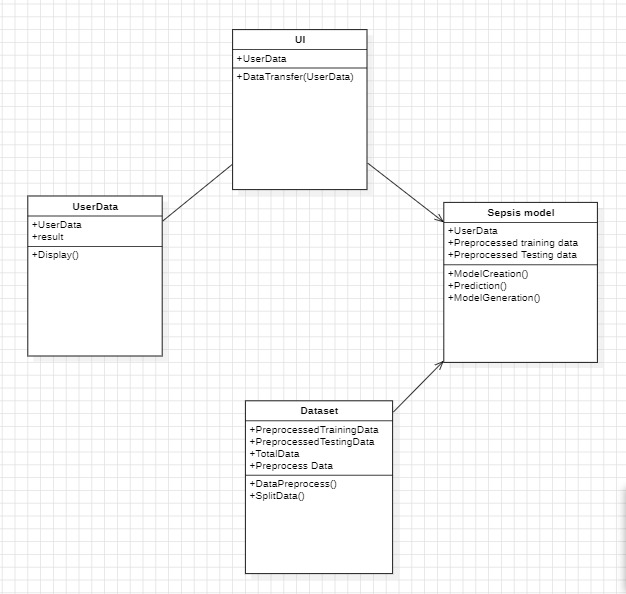 UI
+UserData
+DataTransfer(UserData)
UserData
+UserData
+result
+Display()
Sepsis model
+UserData
+Preprocessed training data
+Preprocessed Testing data
+ModelCreation()
+Prediction()
+ModelGeneration()
Dataset
+PreprocessedTrainingData
+PreprocessedTestingData
+TotalData
+Preprocess Data
+DataPreprocess()
+SplitData()